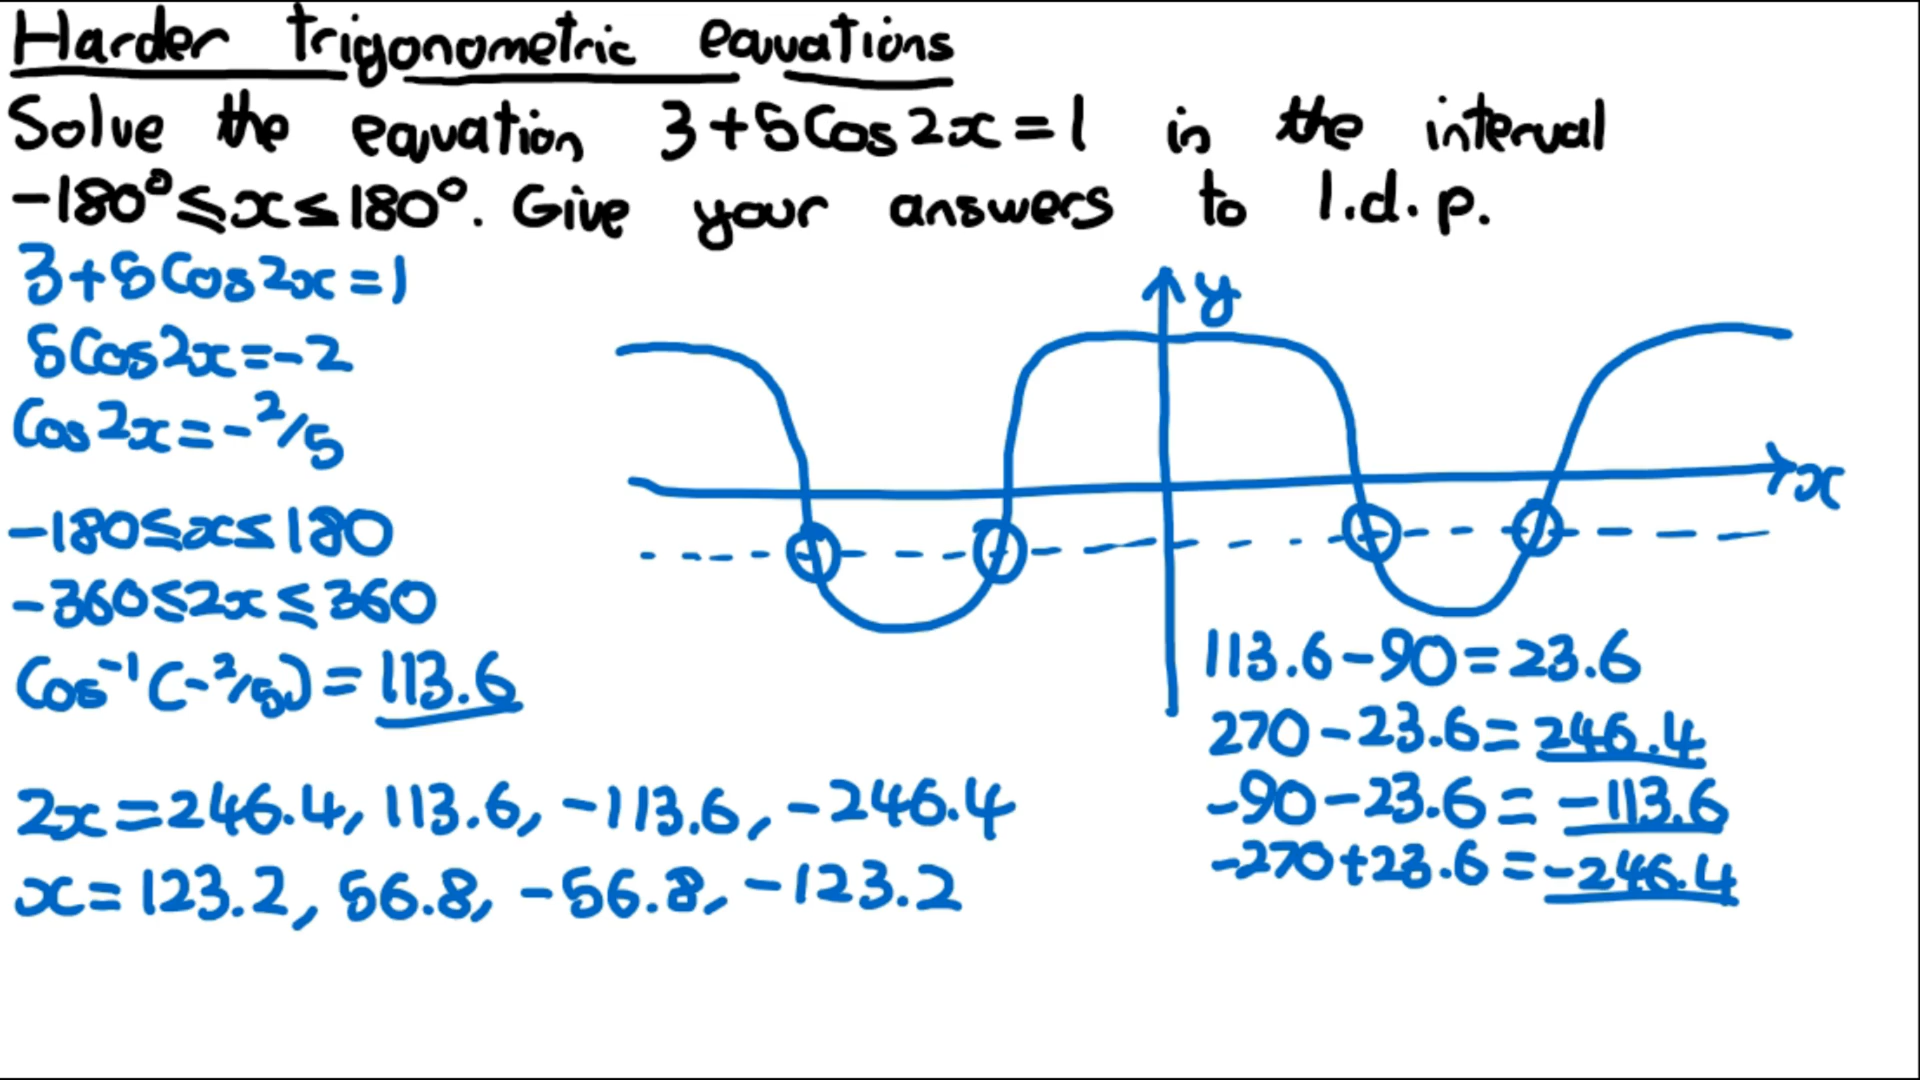 Harder trigonometric equations
Solve the equation 3+5Cos2x=1 in the interval
-180°≤x≤180°. Give your answers to 1.d.p.
3+5Cos2x=1
5Cos2x=-2
Cos2x=-2/5
-180≤x≤180
-360≤2x≤360
Cos⁻¹(-2/5)=113.6
2x=246.4, 113.6, -113.6, -246.4
x=123.2, 56.8, -56.8, -123.2
y
x
113.6-90=23.6
270-23.6=246.4
-90-23.6=-113.6
-270+23.6=-246.4